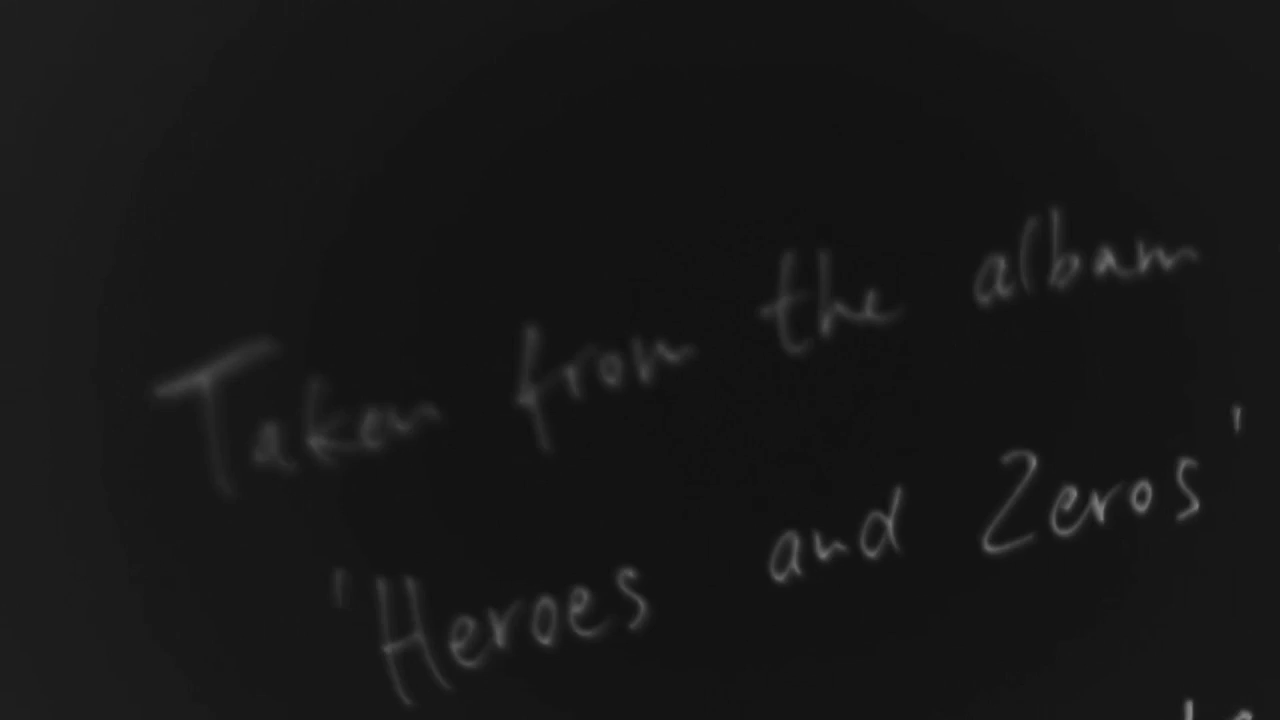 Taken from the album
'Heroes and Zeros'